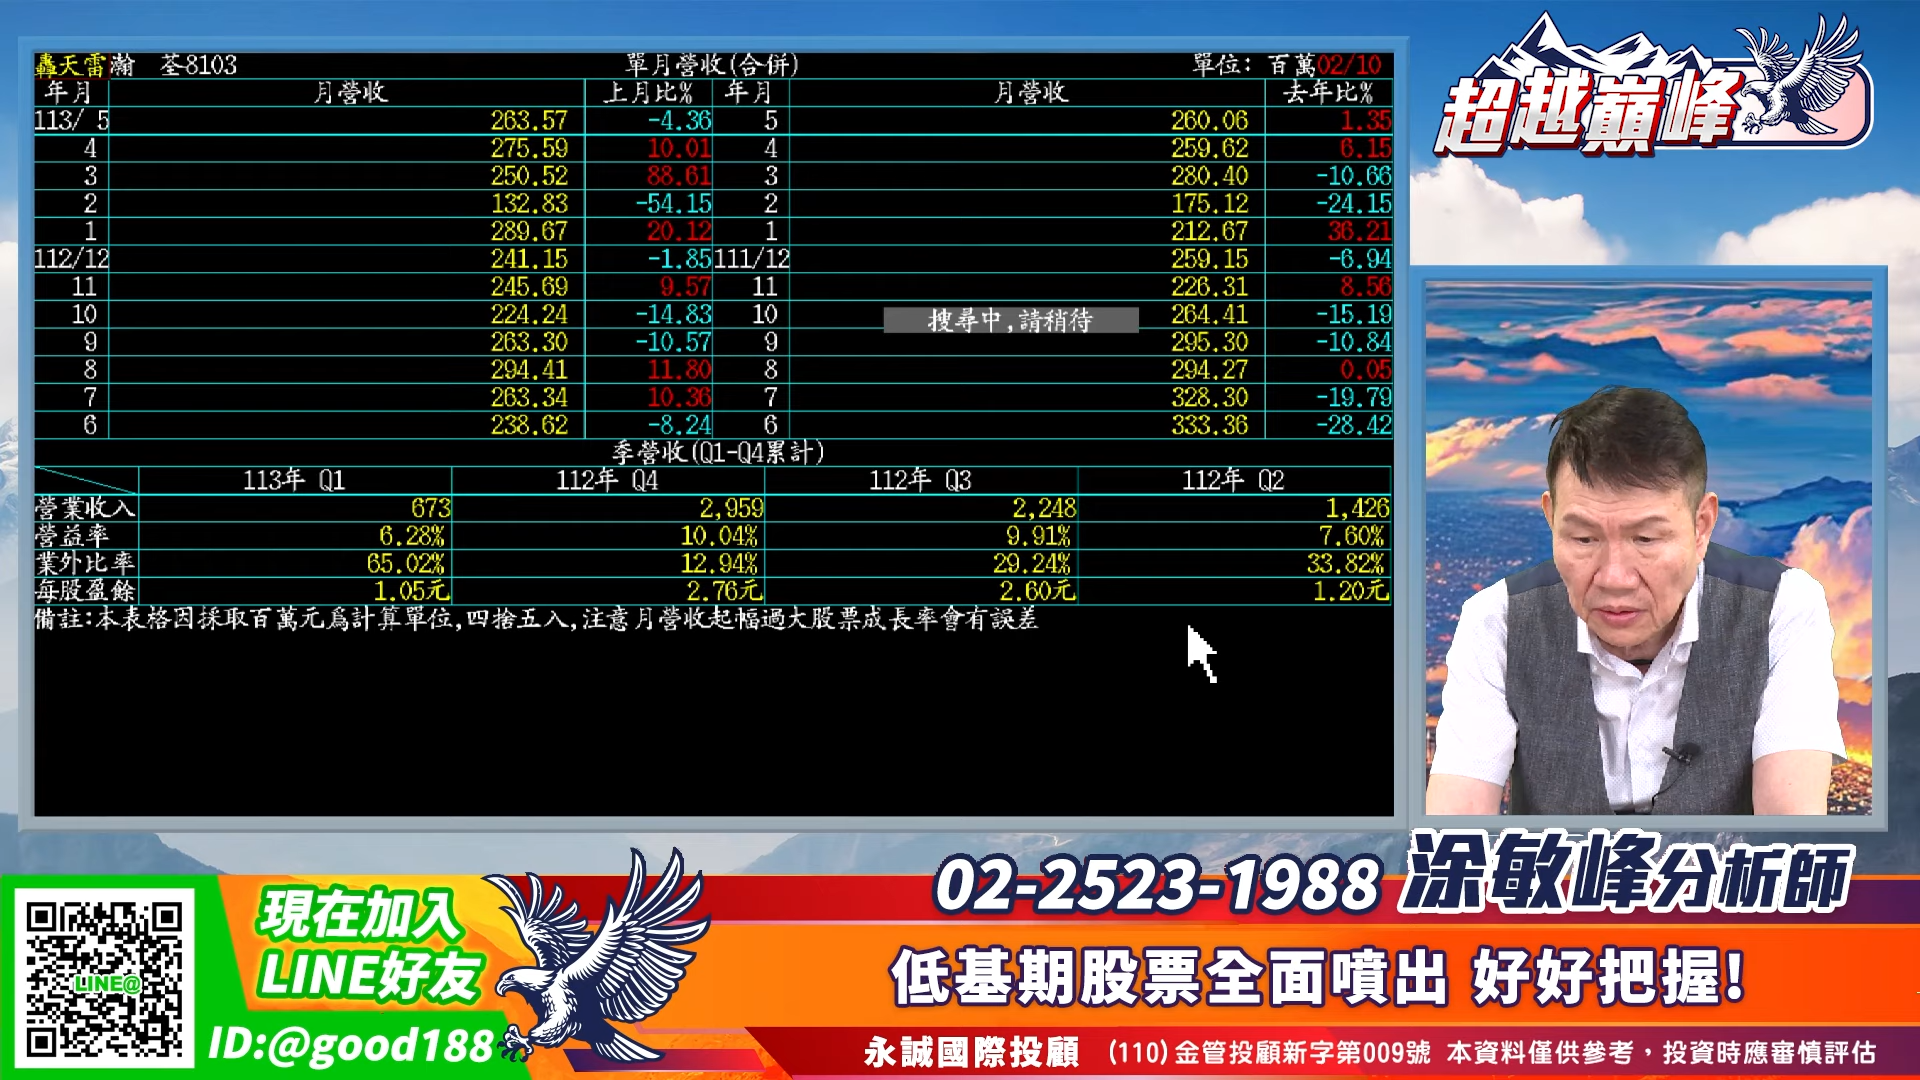 轟天雷 瀚 荃8103 單月營收(合併) 單位: 百萬 02/10
年月 月營收 上月比% 年月 月營收 去年比%
113/ 5 263.57 -4.36 5 260.06 1.35
4 275.59 10.01 4 259.62 6.15
3 250.52 88.61 3 280.40 -10.66
2 132.83 -54.15 2 175.12 -24.15
1 289.67 20.12 1 212.67 36.21
112/12 241.15 -1.85 111/12 259.15 -6.94
11 245.69 9.57 11 226.31 8.56
10 224.24 -14.83 10 264.41 -15.19
搜尋中,請稍待
9 263.30 -10.57 9 295.30 -10.84
8 294.41 11.80 8 294.27 0.05
7 263.34 10.36 7 328.30 -19.79
6 238.62 -8.24 6 333.36 -28.42
季營收(Q1-Q4累計)
113年 Q1 112年 Q4 112年 Q3 112年 Q2
營業收入 673 2,959 2,248 1,426
營益率 6.28% 10.04% 9.91% 7.60%
業外比率 65.02% 12.94% 29.24% 33.82%
每股盈餘 1.05元 2.76元 2.60元 1.20元
備註:本表格因採取百萬元爲計算單位,四捨五入,注意月營收起幅過大股票成長率會有誤差
超越巔峰
02-2523-1988 涂敏峰分析師
現在加入
LINE好友
LINE@
ID:@good188
低基期股票全面噴出 好好把握!
永誠國際投顧 (110)金管投顧新字第009號 本資料僅供參考，投資時應審慎評估